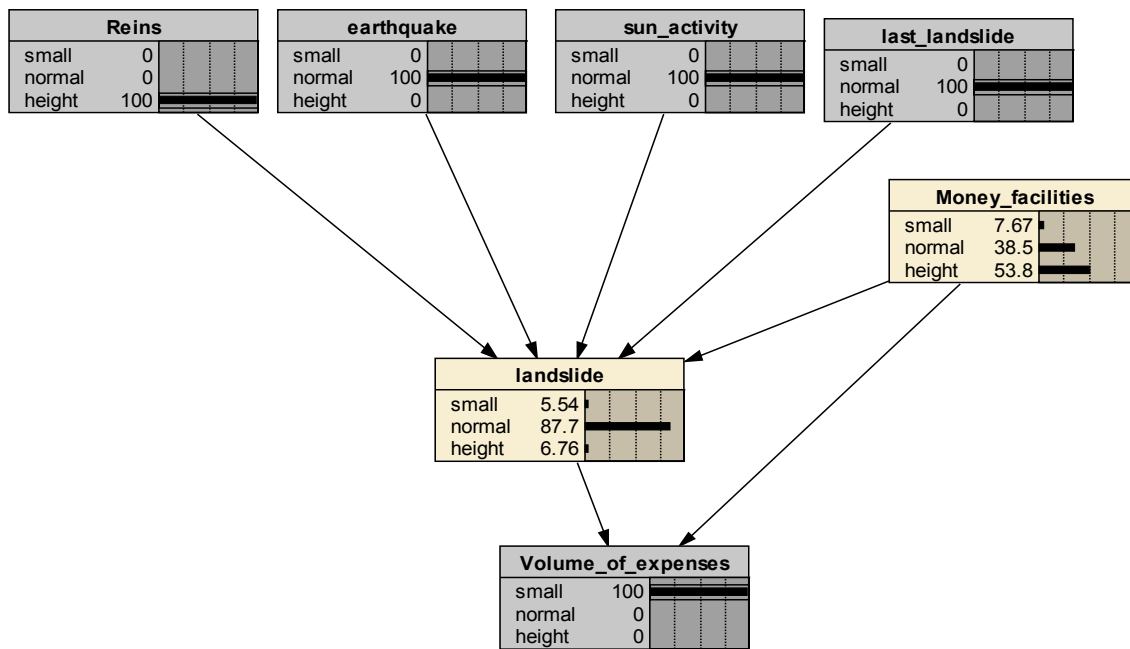 Reins
small 0
normal 0
height 100
earthquake
small 0
normal 100
height 0
sun_activity
small 0
normal 100
height 0
last_landslide
small 0
normal 100
height 0
Money_facilities
small 7.67
normal 38.5
height 53.8
landslide
small 5.54
normal 87.7
height 6.76
Volume_of_expenses
small 100
normal 0
height 0